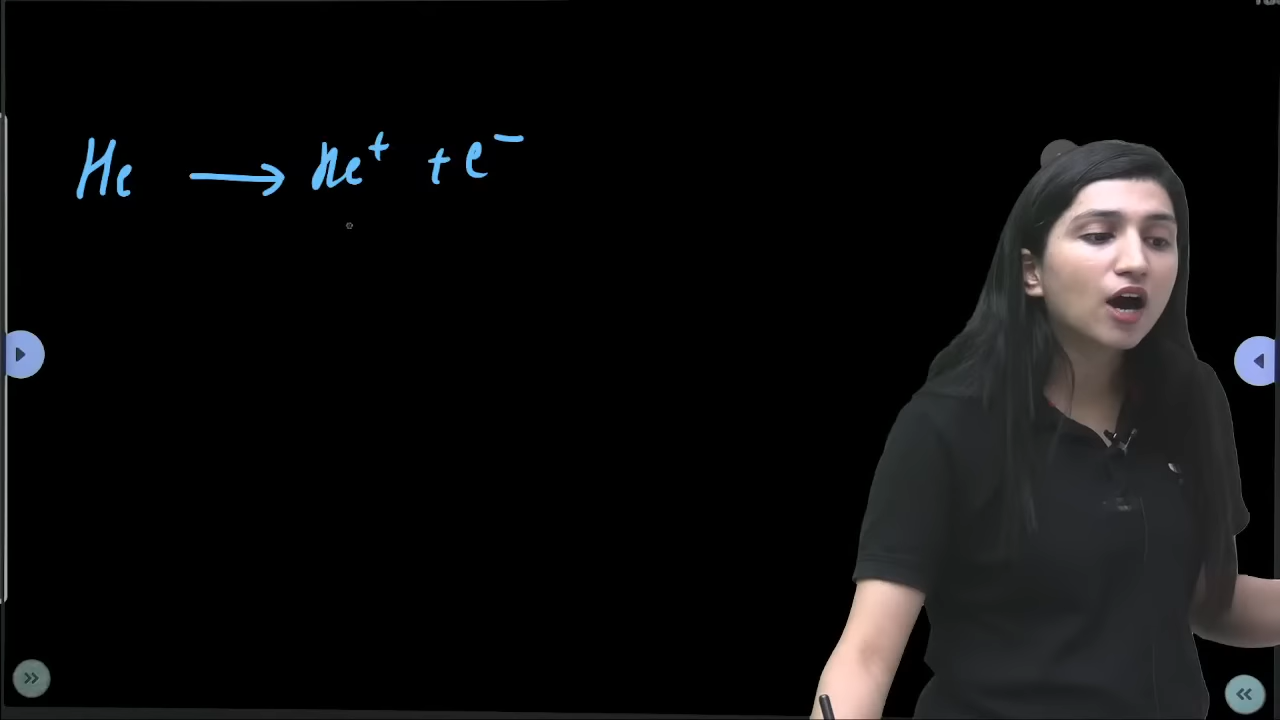 He ⟶ He⁺ + e⁻